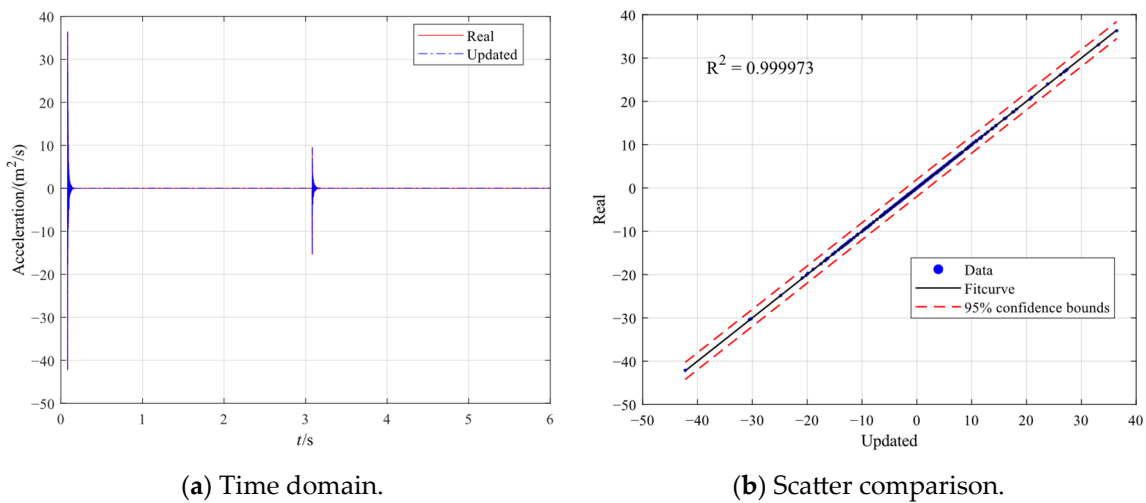 40
30
20
10
0
−10
−20
−30
−40
−50
Acceleration/(m²/s)
Real
Updated
0 1 2 3 4 5 6
t/s
(a) Time domain.
40
30
20
10
0
−10
−20
−30
−40
−50
Real
R² = 0.999973
Data
Fitcurve
95% confidence bounds
−50 −40 −30 −20 −10 0 10 20 30 40
Updated
(b) Scatter comparison.